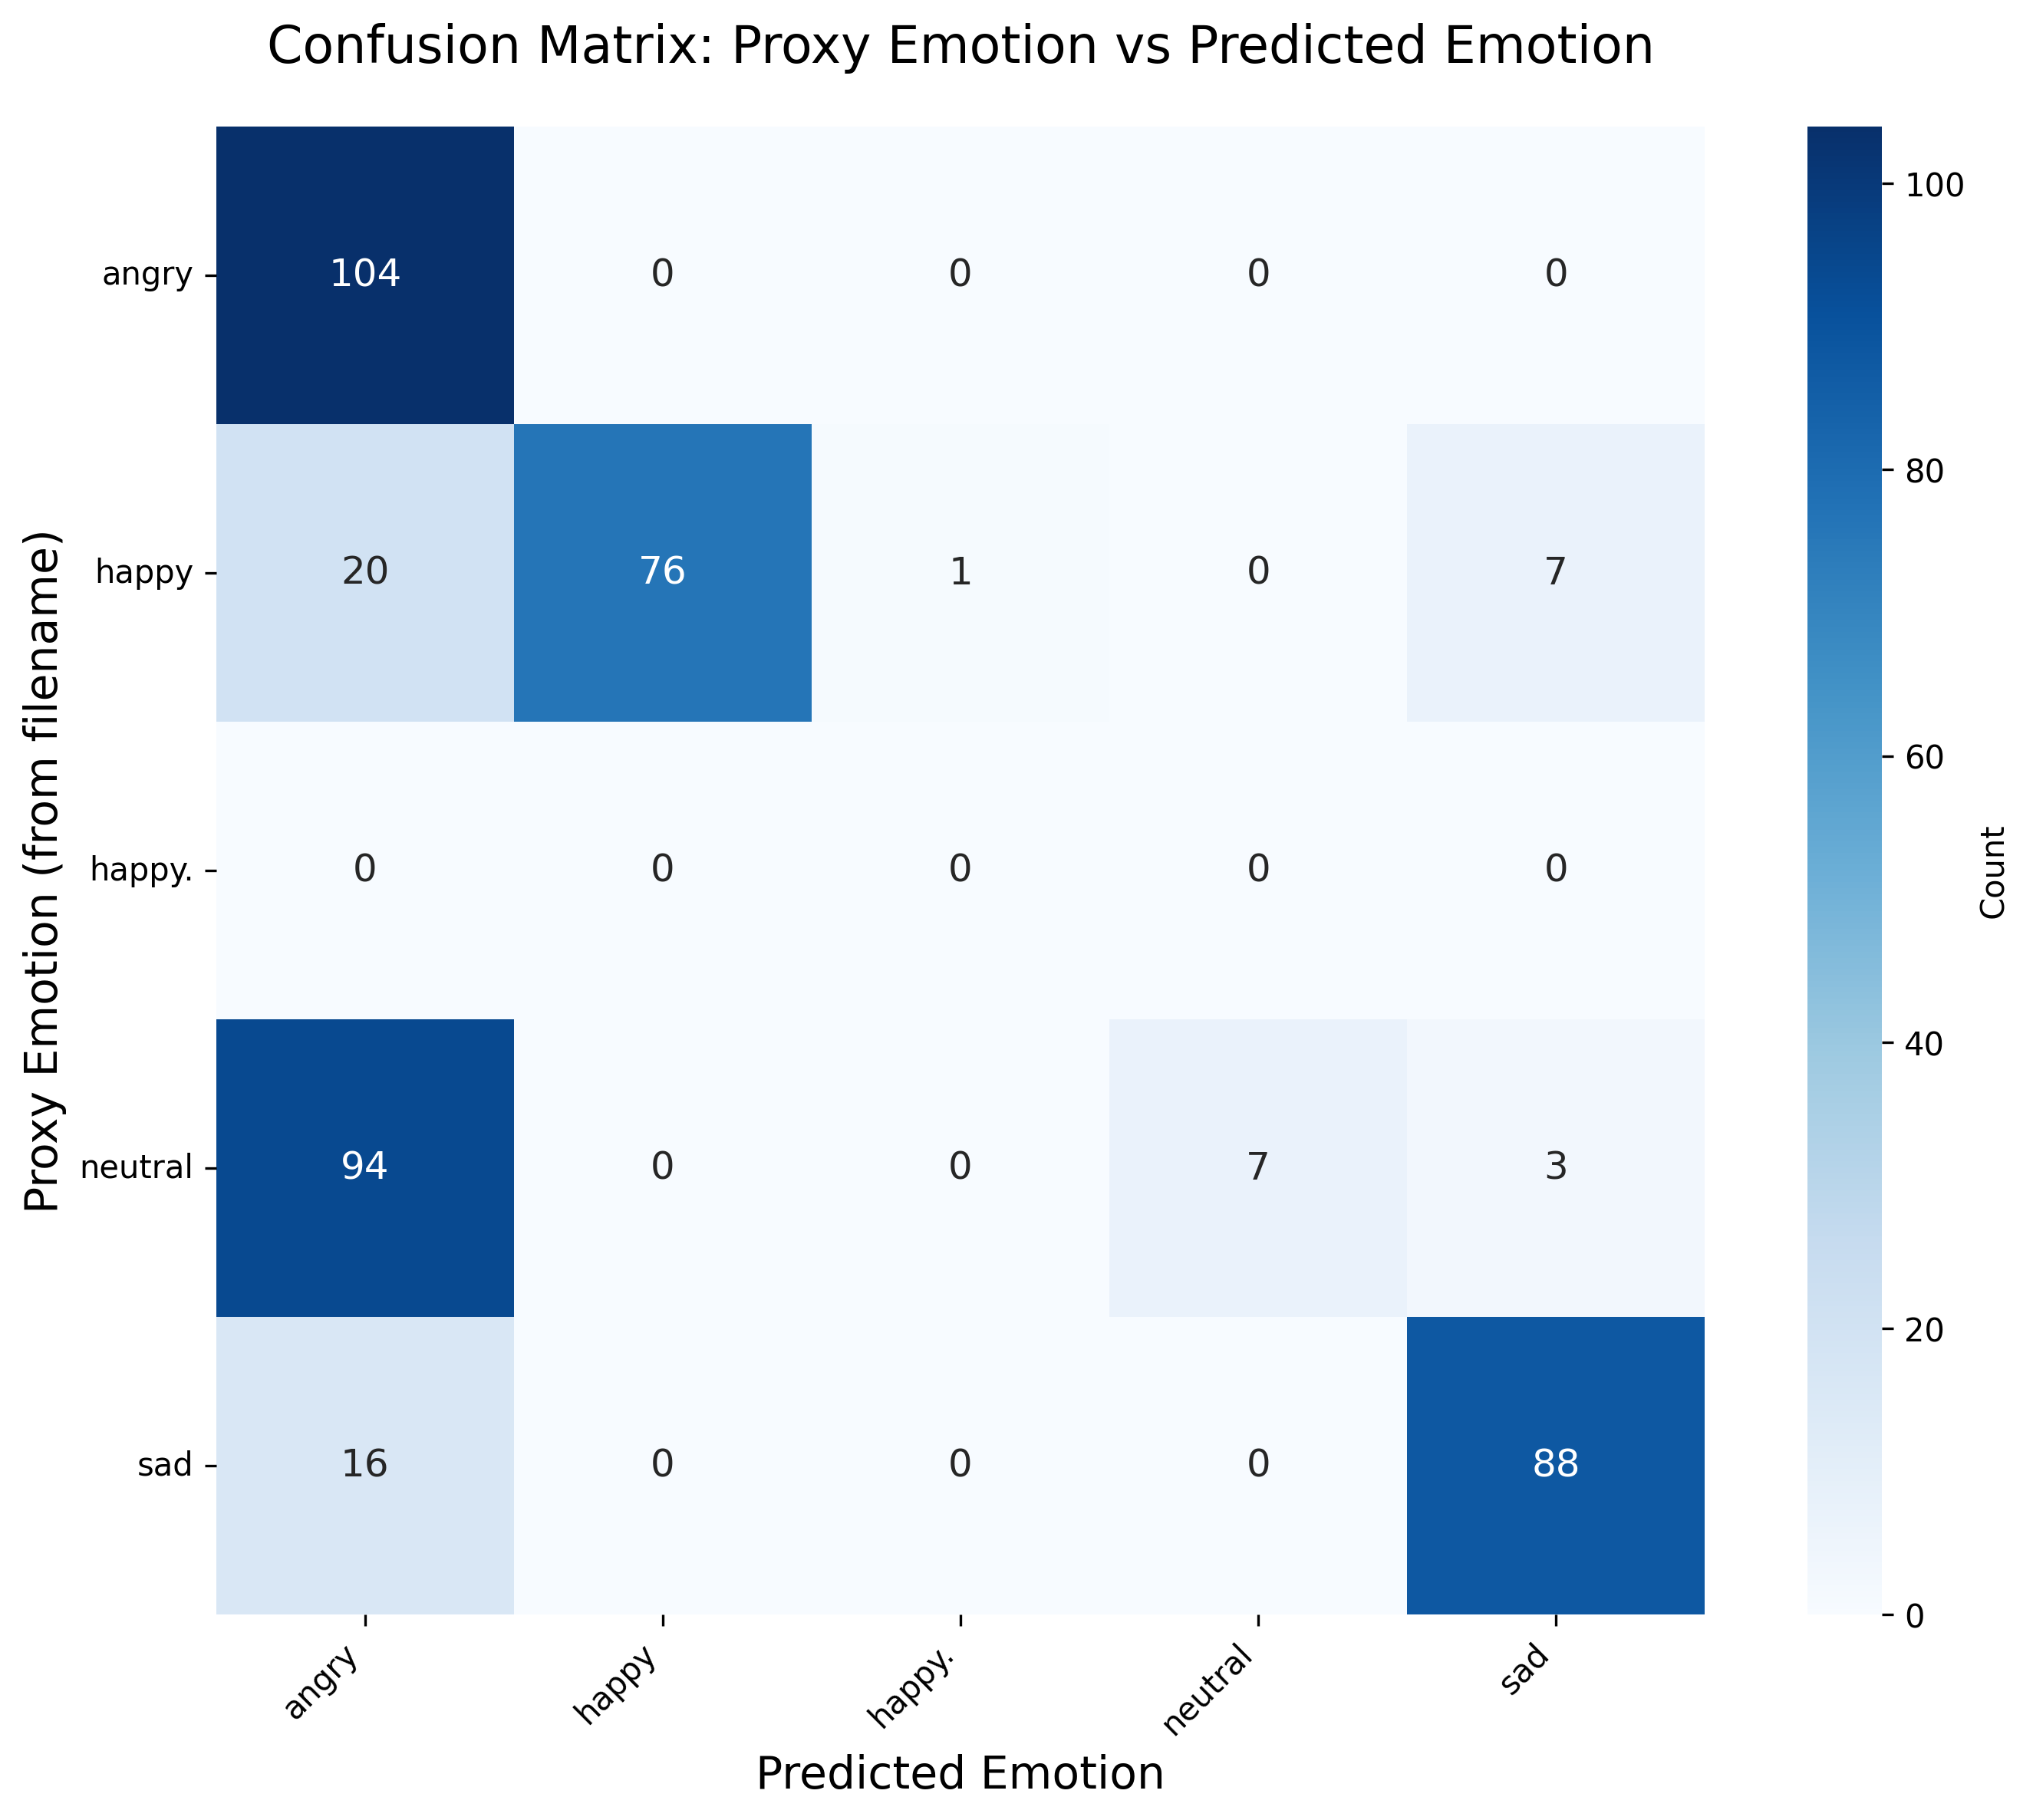 Confusion Matrix: Proxy Emotion vs Predicted Emotion
Proxy Emotion (from filename)
angry 104 0 0 0 0
happy 20 76 1 0 7
happy. 0 0 0 0 0
neutral 94 0 0 7 3
sad 16 0 0 0 88
angry happy happy. neutral sad
Predicted Emotion
100
80
60
40
20
0
Count